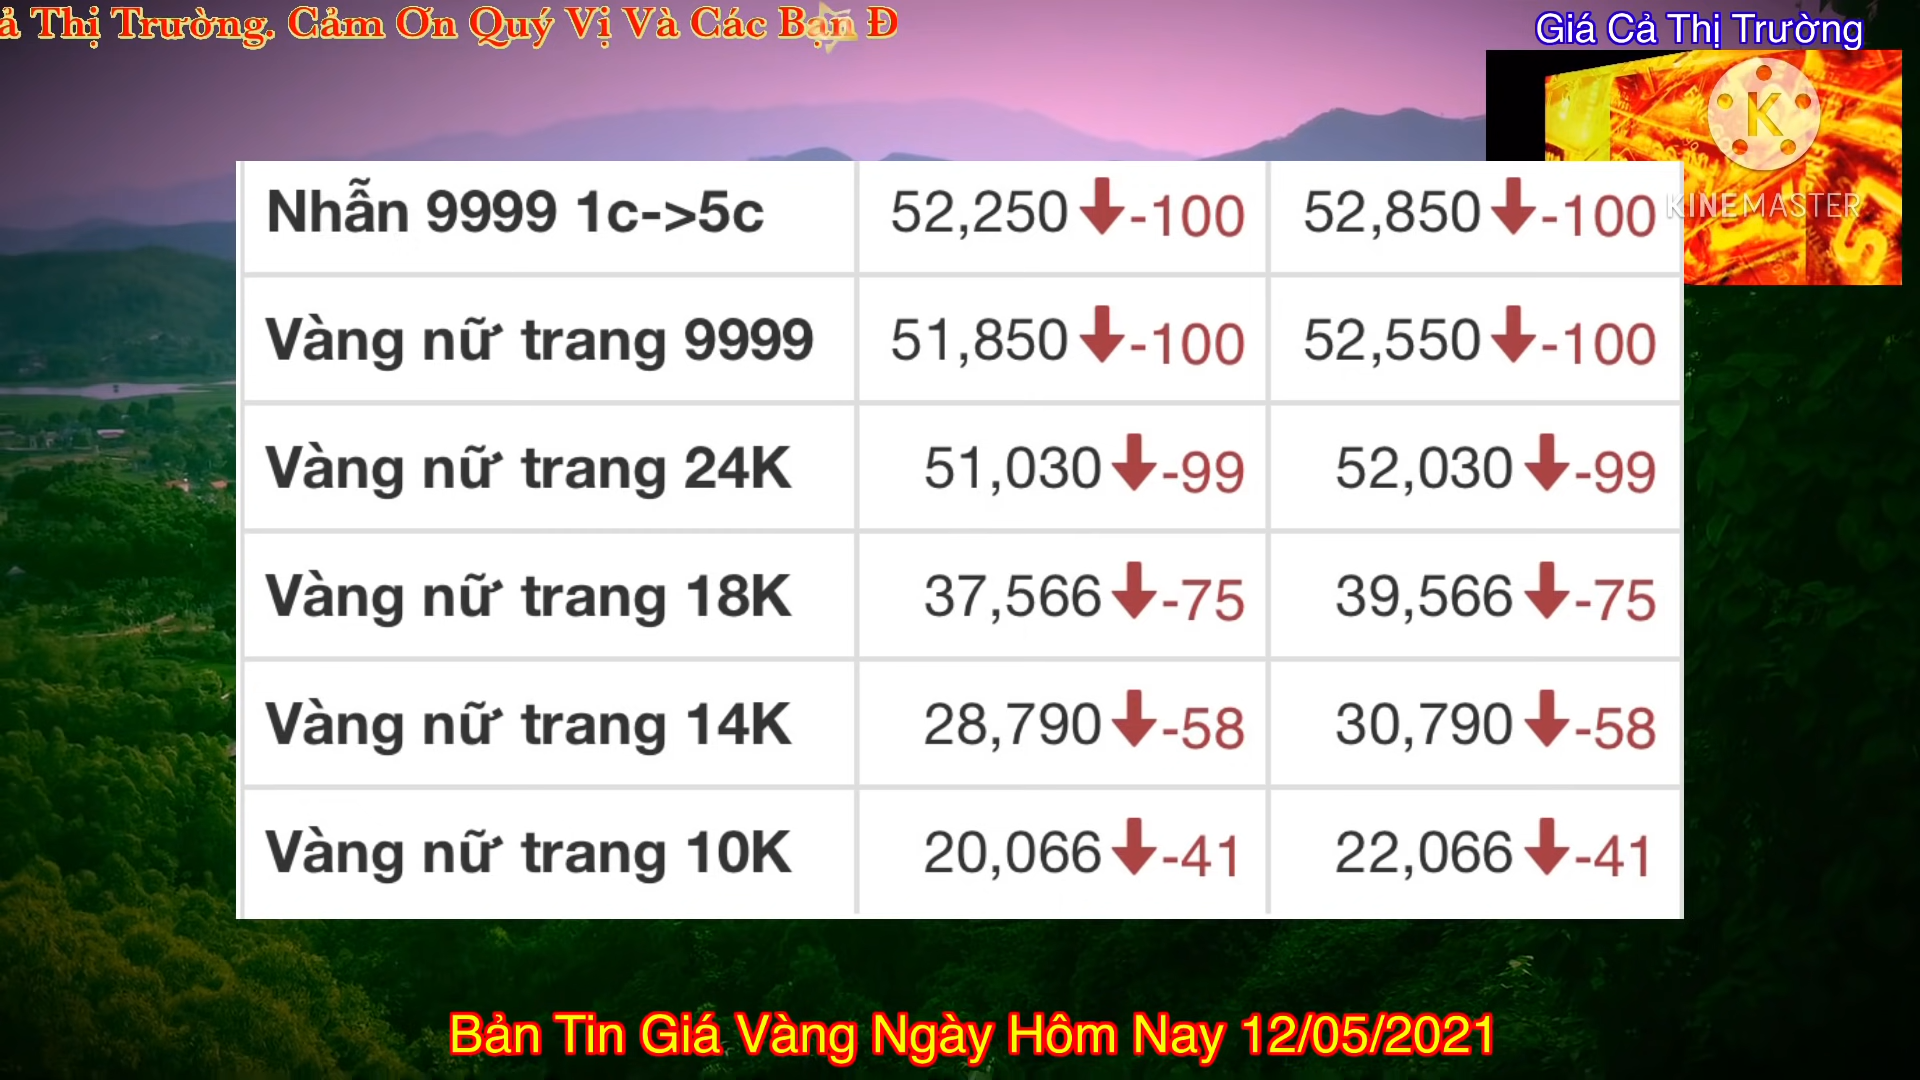 ả Thị Trường. Cảm Ơn Quý Vị Và Các Bạn Đ
Giá Cả Thị Trường
KINEMASTER
Nhẫn 9999 1c->5c 52,250 -100 52,850 -100
Vàng nữ trang 9999 51,850 -100 52,550 -100
Vàng nữ trang 24K 51,030 -99 52,030 -99
Vàng nữ trang 18K 37,566 -75 39,566 -75
Vàng nữ trang 14K 28,790 -58 30,790 -58
Vàng nữ trang 10K 20,066 -41 22,066 -41
Bản Tin Giá Vàng Ngày Hôm Nay 12/05/2021